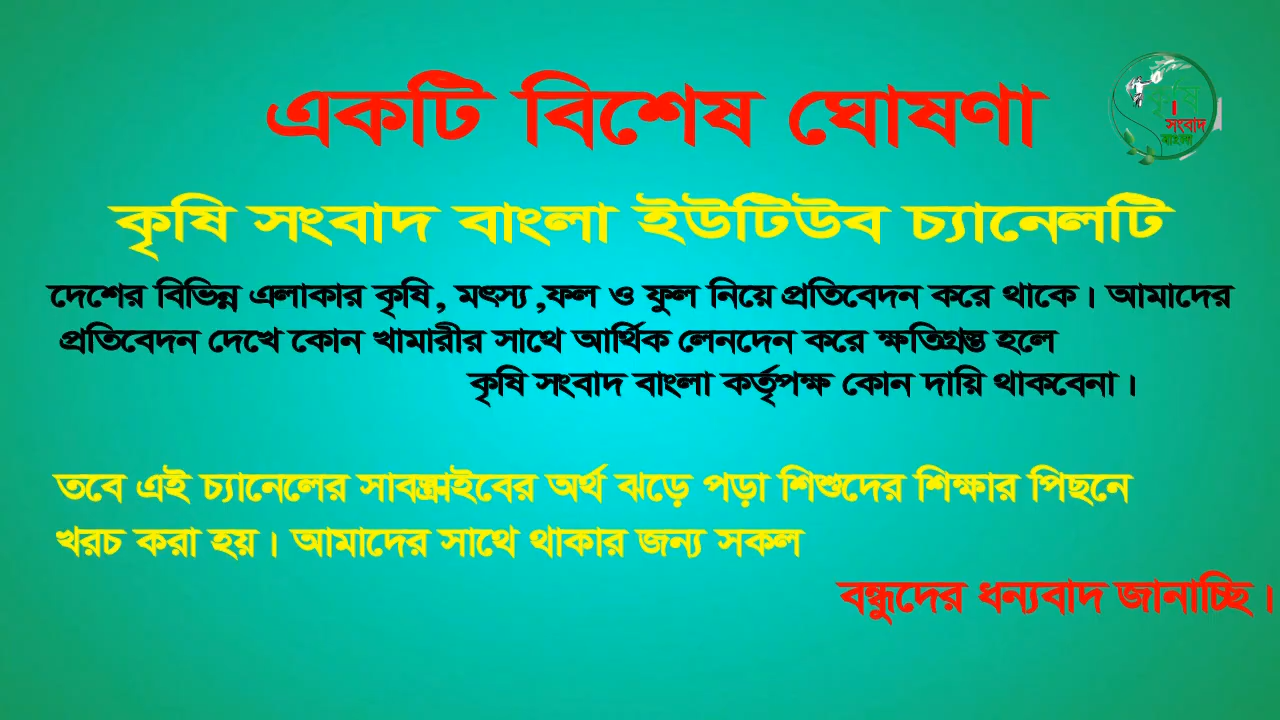 একটি বিশেষ ঘোষণা
কৃষি
সংবাদ
বাংলা
কৃষি সংবাদ বাংলা ইউটিউব চ্যানেলটি
দেশের বিভিন্ন এলাকার কৃষি, মৎস্য ,ফল ও ফুল নিয়ে প্রতিবেদন করে থাকে। আমাদের
প্রতিবেদন দেখে কোন খামারীর সাথে আর্থিক লেনদেন করে ক্ষতিগ্রস্ত হলে
কৃষি সংবাদ বাংলা কর্তৃপক্ষ কোন দায়ি থাকবেনা।
তবে এই চ্যানেলের সাবস্ক্রাইবের অর্থ ঝড়ে পড়া শিশুদের শিক্ষার পিছনে
খরচ করা হয়। আমাদের সাথে থাকার জন্য সকল
বন্ধুদের ধন্যবাদ জানাচ্ছি।